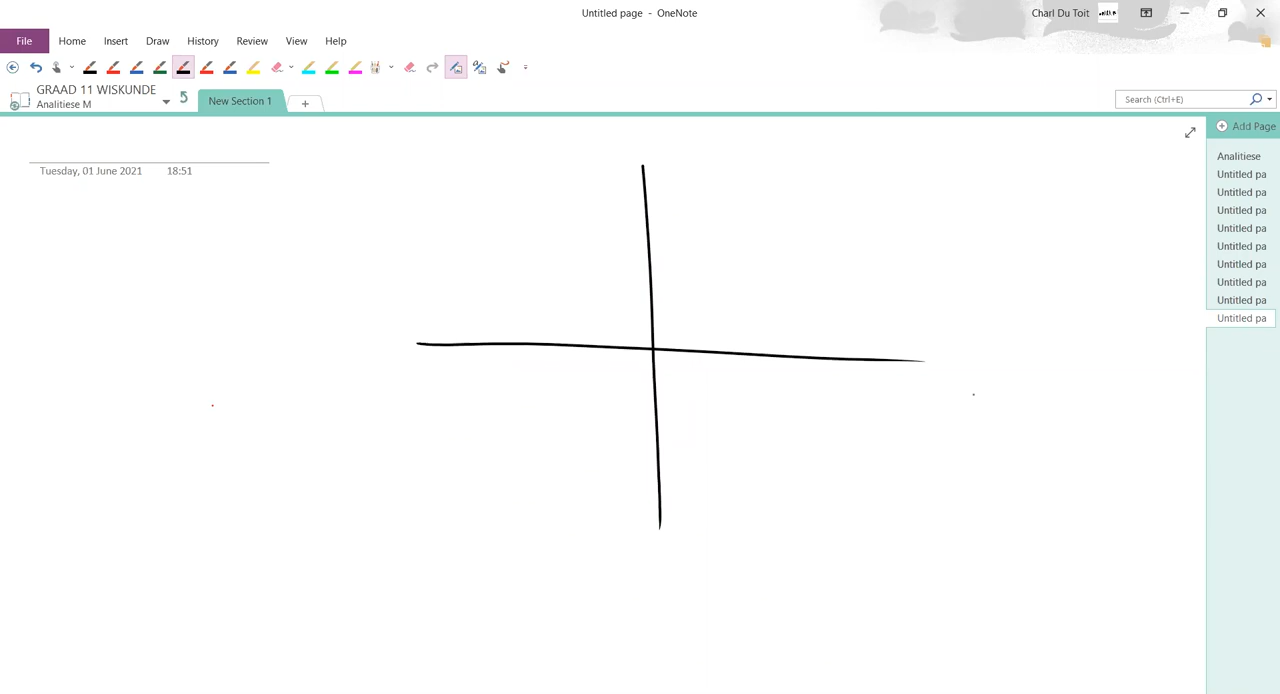 Untitled page - OneNote
Charl Du Toit
File Home Insert Draw History Review View Help
GRAAD 11 WISKUNDE
Analitiese M
New Section 1
Search (Ctrl+E)
Add Page
Tuesday, 01 June 2021 18:51
Analitiese
Untitled pa
Untitled pa
Untitled pa
Untitled pa
Untitled pa
Untitled pa
Untitled pa
Untitled pa
Untitled pa